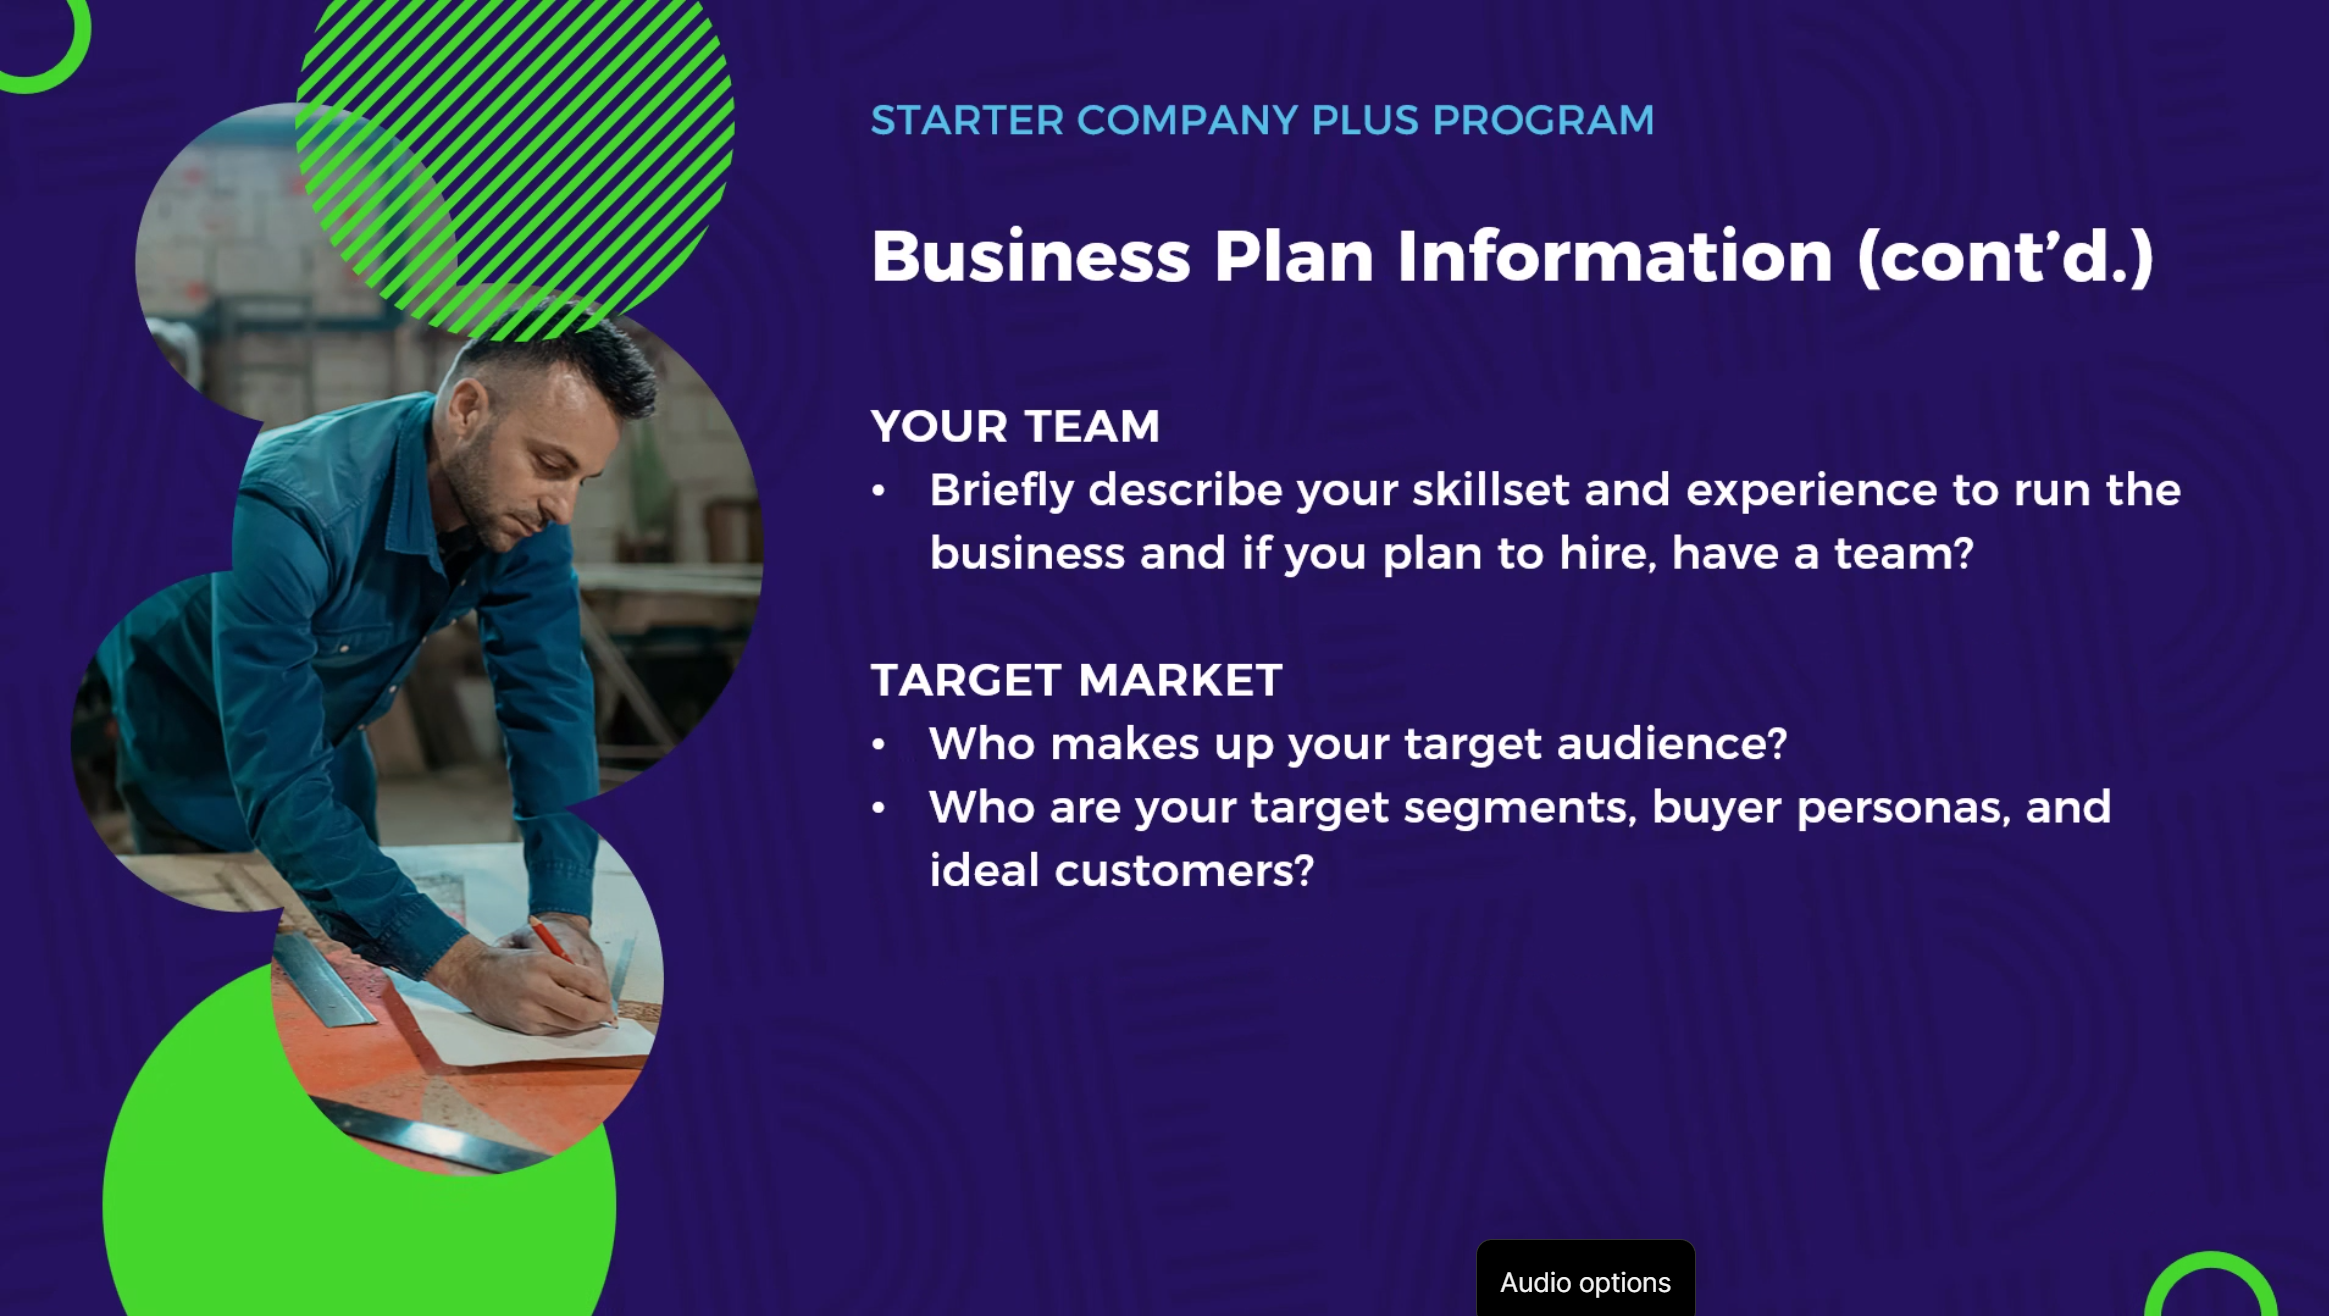 STARTER COMPANY PLUS PROGRAM
Business Plan Information (cont’d.)
YOUR TEAM
• Briefly describe your skillset and experience to run the
business and if you plan to hire, have a team?
TARGET MARKET
• Who makes up your target audience?
• Who are your target segments, buyer personas, and
ideal customers?
Audio options